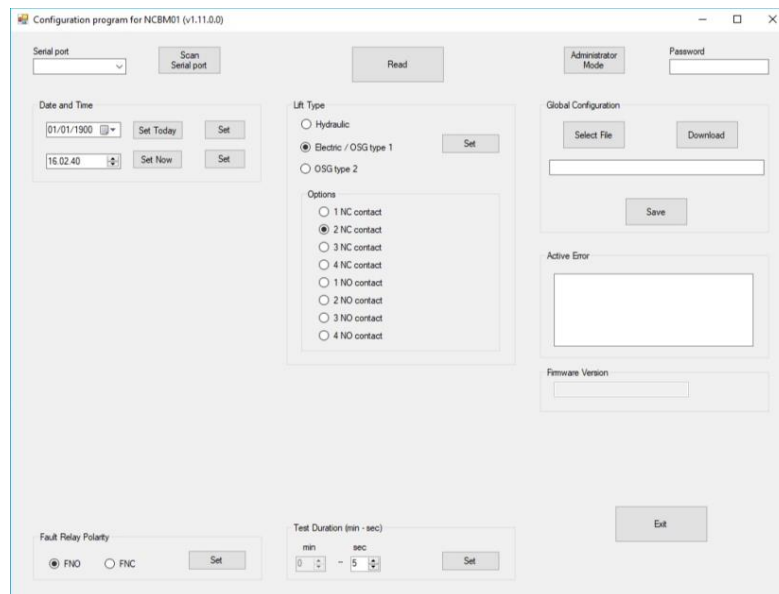 Configuration program for NCBM01 (v1.11.0.0)
Serial port
Scan
Serial port
Read
Administrator
Mode
Password
Date and Time
01/01/1900
Set Today
Set
16.02.40
Set Now
Set
Lift Type
Hydraulic
Electric / OSG type 1
Set
OSG type 2
Options
1 NC contact
2 NC contact
3 NC contact
4 NC contact
1 NO contact
2 NO contact
3 NO contact
4 NO contact
Global Configuration
Select File
Download
Save
Active Error
Firmware Version
Exit
Fault Relay Polarity
FNO
FNC
Set
Test Duration (min - sec)
min
sec
0
-
5
Set